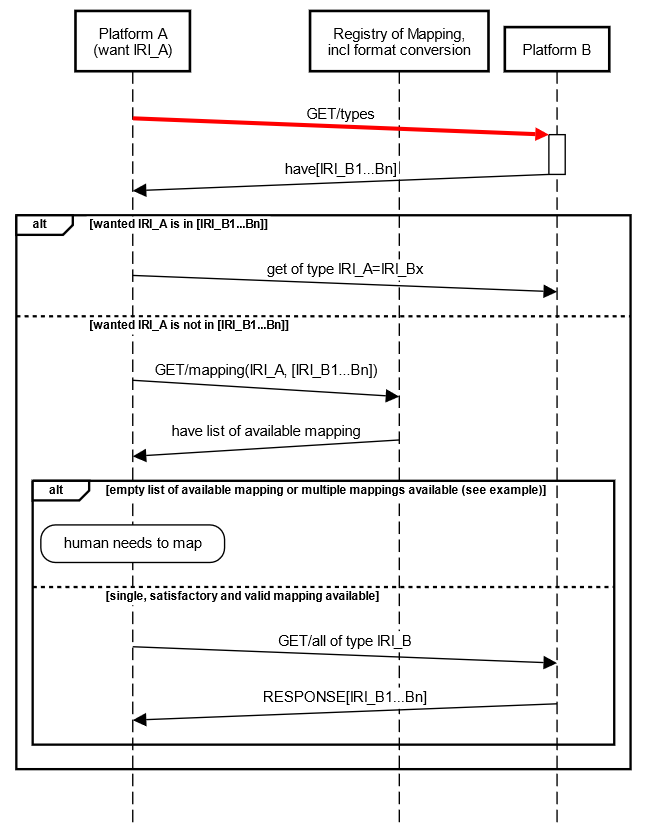 Platform A
(want IRI_A)
Registry of Mapping,
incl format conversion
Platform B
GET/types
have[IRI_B1...Bn]
alt
[wanted IRI_A is in [IRI_B1...Bn]]
get of type IRI_A=IRI_Bx
[wanted IRI_A is not in [IRI_B1...Bn]]
GET/mapping(IRI_A, [IRI_B1...Bn])
have list of available mapping
alt
[empty list of available mapping or multiple mappings available (see example)]
human needs to map
[single, satisfactory and valid mapping available]
GET/all of type IRI_B
RESPONSE[IRI_B1...Bn]